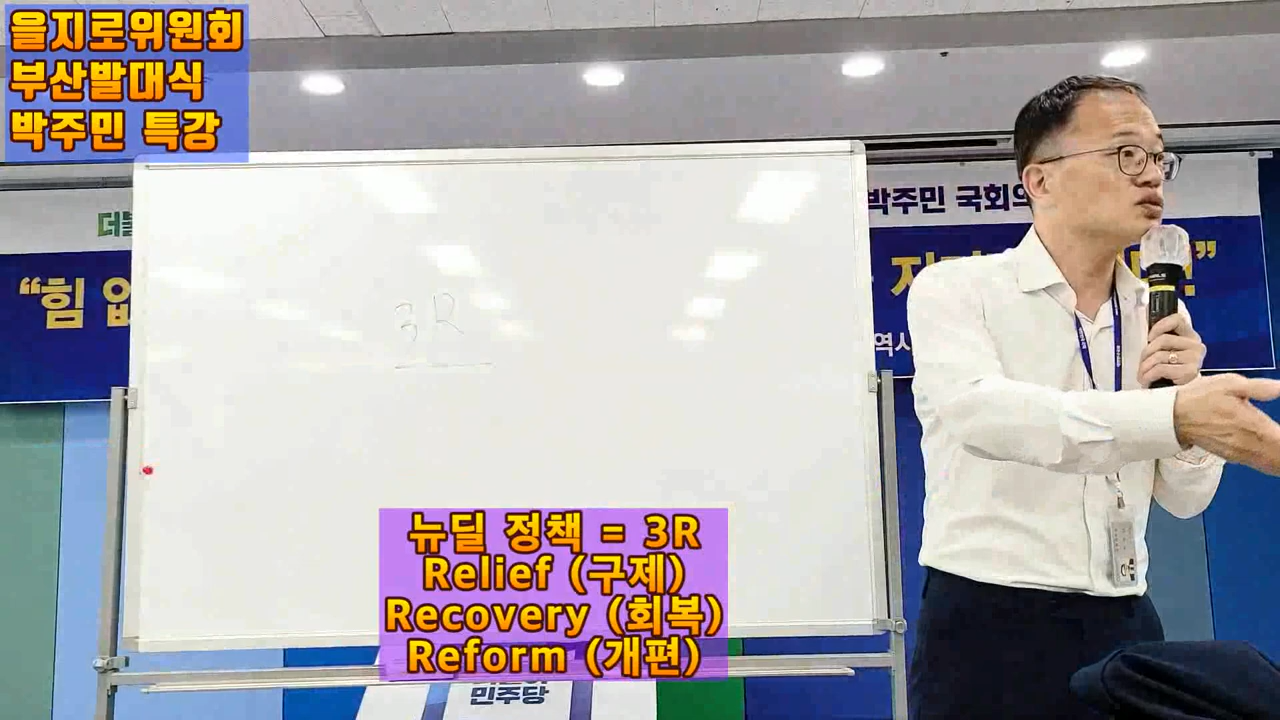 을지로위원회
부산발대식
박주민 특강
박주민 국회의
“힘
3R
뉴딜 정책 = 3R
Relief (구제)
Recovery (회복)
Reform (개편)
민주당